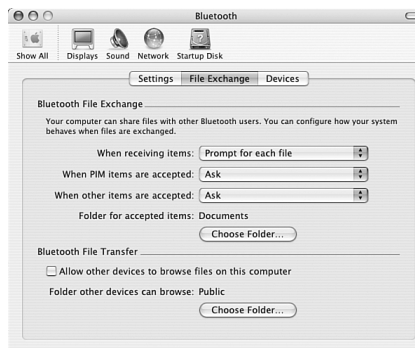 Bluetooth
Show All Displays Sound Network Startup Disk
Settings File Exchange Devices
Bluetooth File Exchange
Your computer can share files with other Bluetooth users. You can configure how your system
behaves when files are exchanged.
When receiving items: Prompt for each file
When PIM items are accepted: Ask
When other items are accepted: Ask
Folder for accepted items: Documents
Choose Folder...
Bluetooth File Transfer
Allow other devices to browse files on this computer
Folder other devices can browse: Public
Choose Folder...